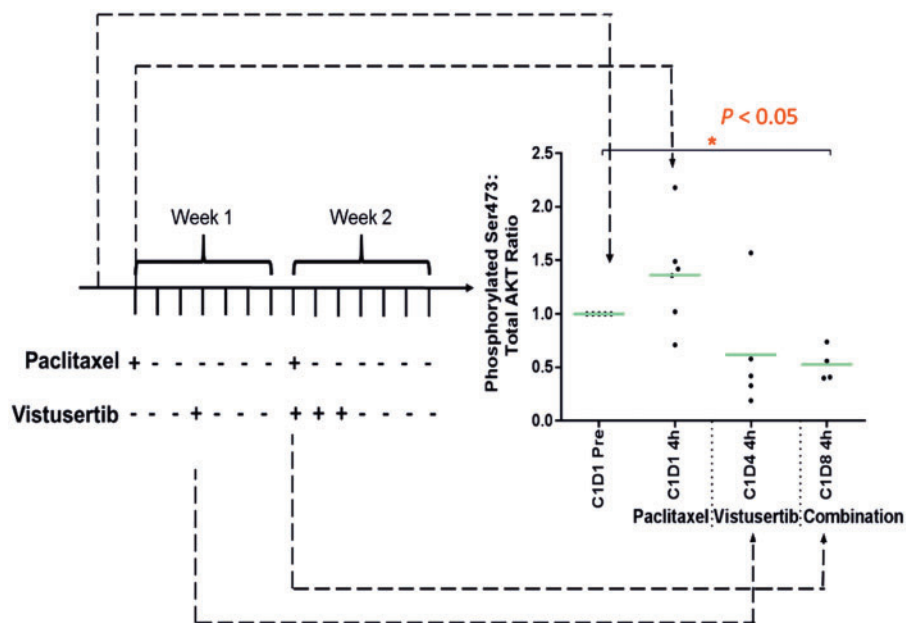 P < 0.05
*
Week 1
Week 2
Paclitaxel + - - - - - - + - - - - - -
Vistusertib - - - + - - - + + + - - - -
Phosphorylated Ser473:
Total AKT Ratio
2.5
2.0
1.5
1.0
0.5
0.0
C1D1 Pre
C1D1 4h
C1D4 4h
C1D8 4h
Paclitaxel
Vistusertib
Combination